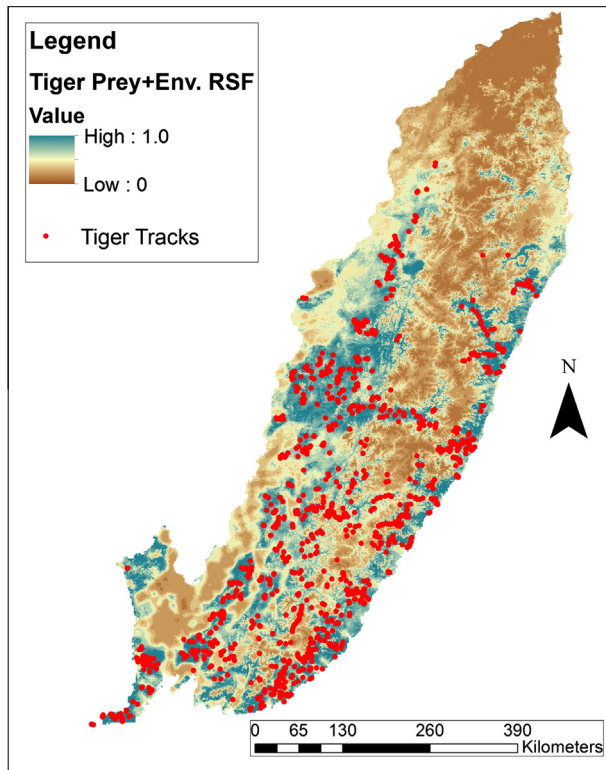 Legend
Tiger Prey+Env. RSF
Value
High : 1.0
Low : 0
Tiger Tracks
N
0 65 130 260 390
Kilometers